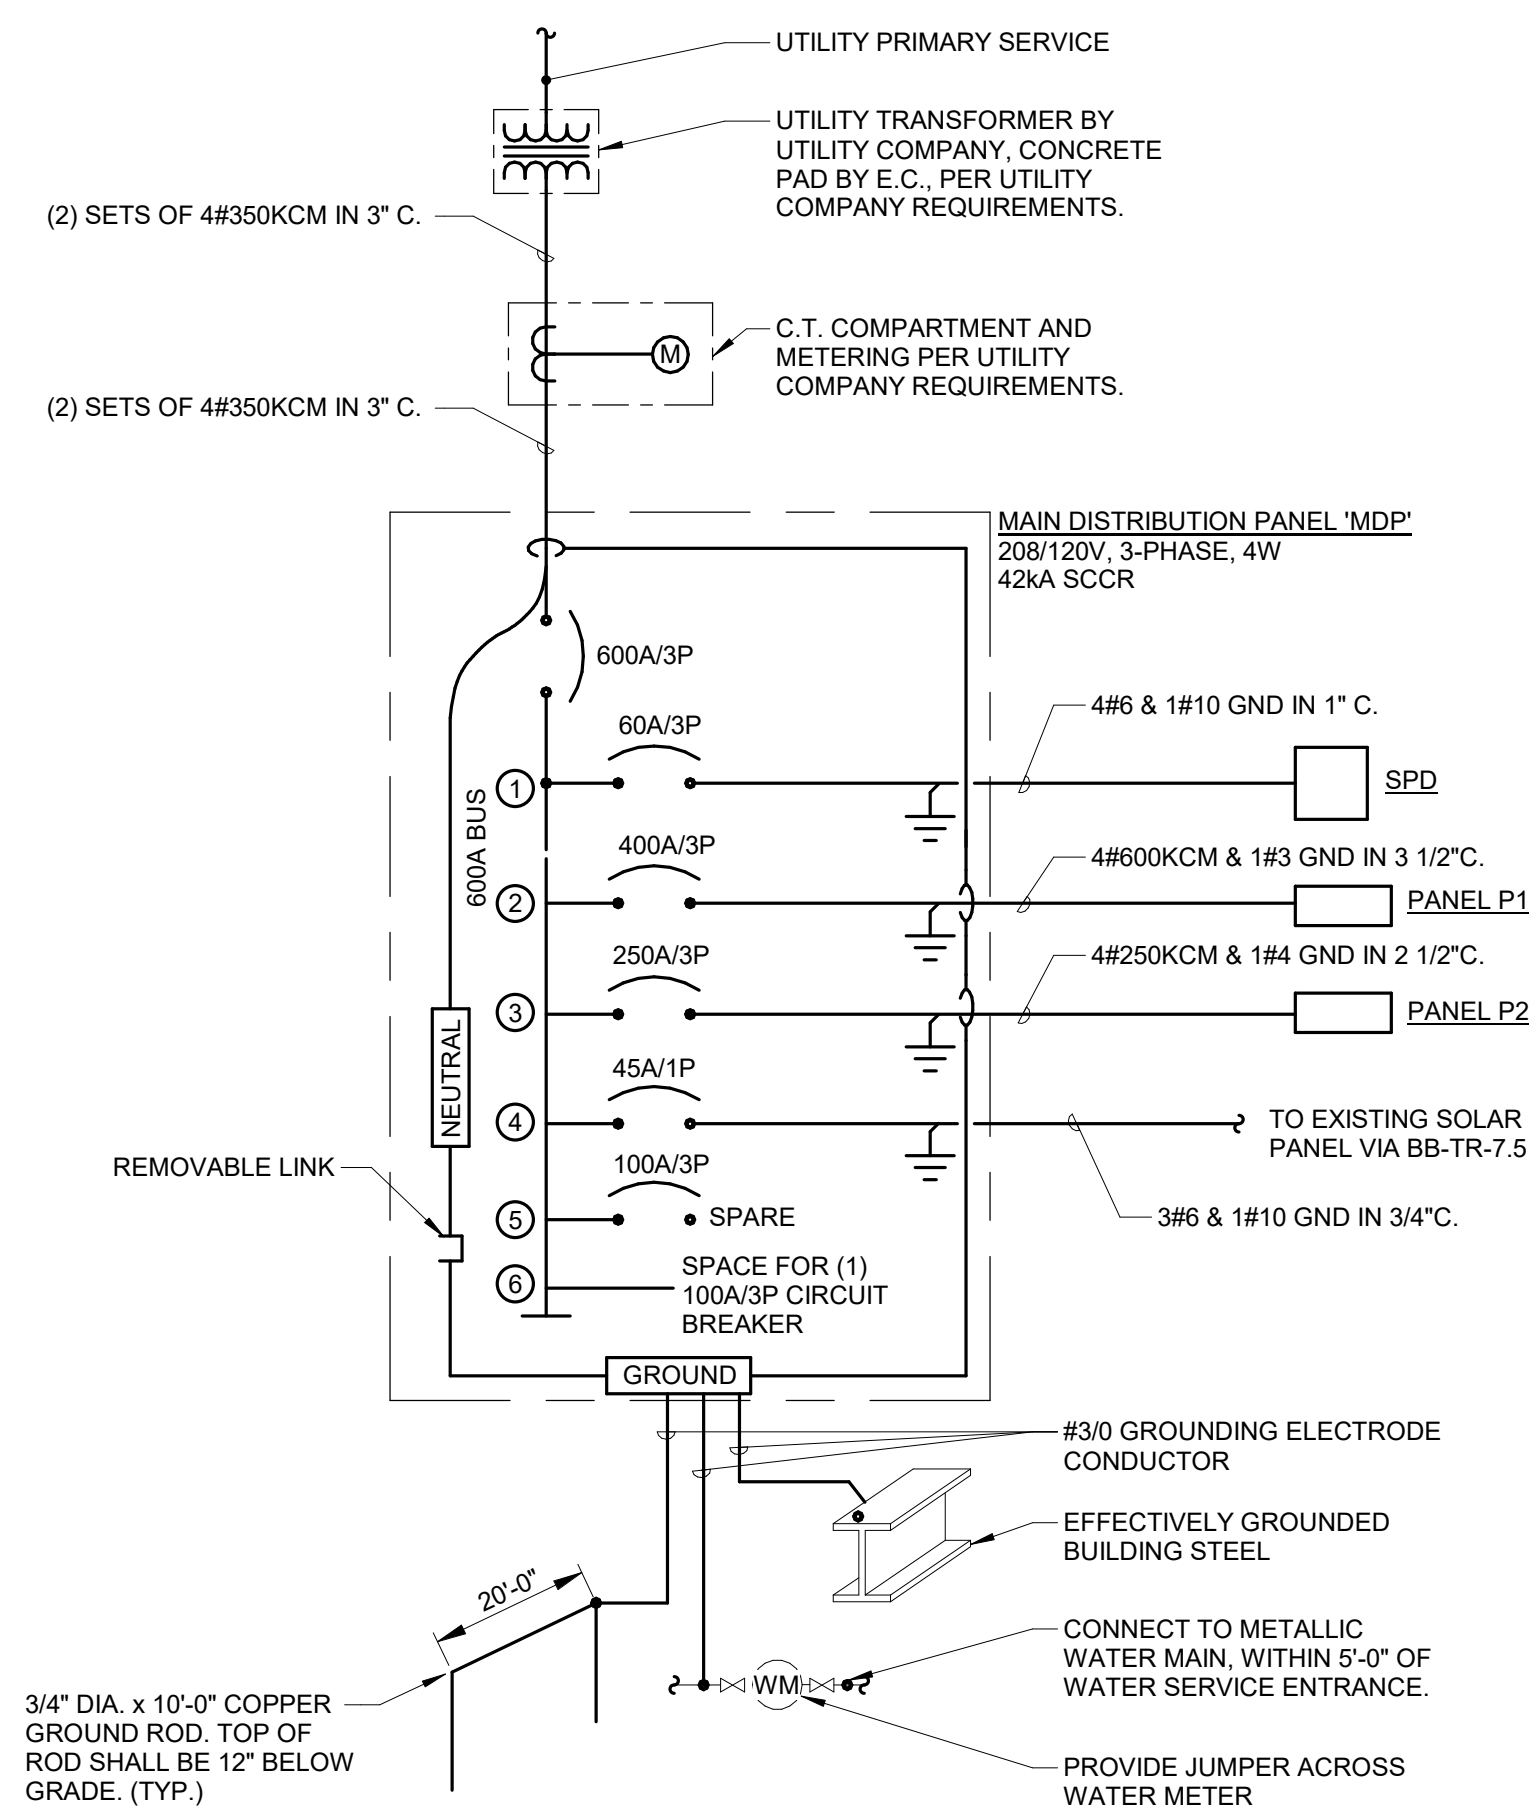 UTILITY PRIMARY SERVICE
UTILITY TRANSFORMER BY
UTILITY COMPANY, CONCRETE
PAD BY E.C., PER UTILITY
COMPANY REQUIREMENTS.
(2) SETS OF 4#350KCM IN 3" C.
C.T. COMPARTMENT AND
METERING PER UTILITY
COMPANY REQUIREMENTS.
M
(2) SETS OF 4#350KCM IN 3" C.
MAIN DISTRIBUTION PANEL 'MDP'
208/120V, 3-PHASE, 4W
42kA SCCR
600A/3P
600A BUS
NEUTRAL
1
60A/3P
4#6 & 1#10 GND IN 1" C.
SPD
2
400A/3P
4#600KCM & 1#3 GND IN 3 1/2"C.
PANEL P1
3
250A/3P
4#250KCM & 1#4 GND IN 2 1/2"C.
PANEL P2
4
45A/1P
TO EXISTING SOLAR
PANEL VIA BB-TR-7.5
3#6 & 1#10 GND IN 3/4"C.
REMOVABLE LINK
5
100A/3P
SPARE
6
SPACE FOR (1)
100A/3P CIRCUIT
BREAKER
GROUND
#3/0 GROUNDING ELECTRODE
CONDUCTOR
EFFECTIVELY GROUNDED
BUILDING STEEL
20'-0"
CONNECT TO METALLIC
WATER MAIN, WITHIN 5'-0" OF
WATER SERVICE ENTRANCE.
WM
3/4" DIA. x 10'-0" COPPER
GROUND ROD. TOP OF
ROD SHALL BE 12" BELOW
GRADE. (TYP.)
PROVIDE JUMPER ACROSS
WATER METER